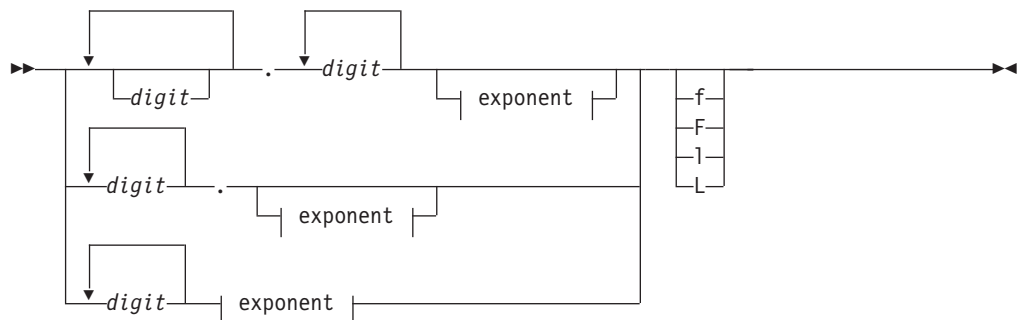 . digit f
digit exponent F
l
digit . L
exponent
digit exponent